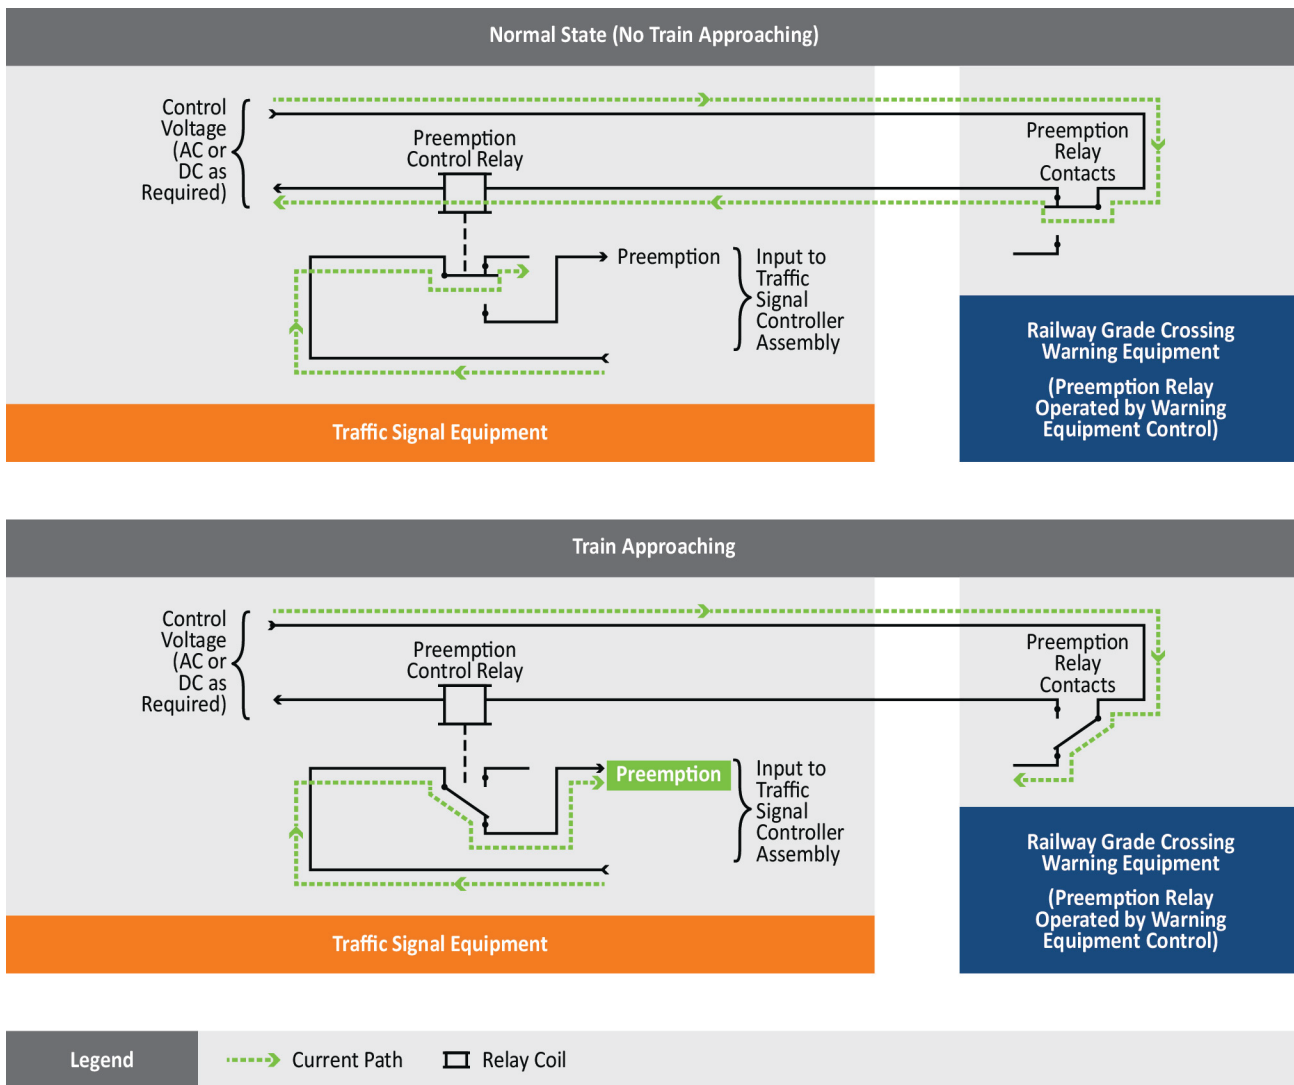 Normal State (No Train Approaching)
Control
Voltage
(AC or
DC as
Required)
Preemption
Control Relay
Preemption
Relay
Contacts
Preemption
Input to
Traffic
Signal
Controller
Assembly
Traffic Signal Equipment
Railway Grade Crossing
Warning Equipment
(Preemption Relay
Operated by Warning
Equipment Control)
Train Approaching
Control
Voltage
(AC or
DC as
Required)
Preemption
Control Relay
Preemption
Relay
Contacts
Preemption
Input to
Traffic
Signal
Controller
Assembly
Traffic Signal Equipment
Railway Grade Crossing
Warning Equipment
(Preemption Relay
Operated by Warning
Equipment Control)
Legend
Current Path
Relay Coil